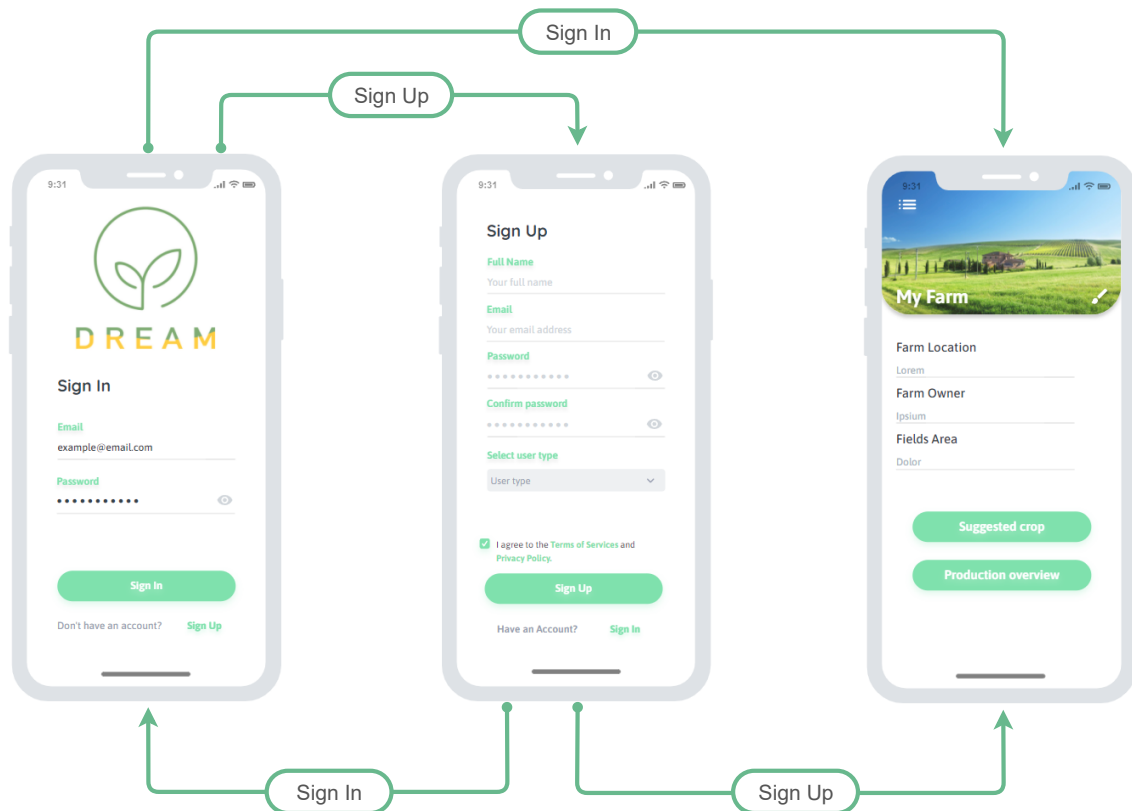 Sign In
Sign Up
9:31
DREAM
Sign In
Email
example@email.com
Password
Sign In
Don't have an account? Sign Up
9:31
Sign Up
Full Name
Your full name
Email
Your email address
Password
Confirm password
Select user type
User type
I agree to the Terms of Services and
Privacy Policy.
Sign Up
Have an Account? Sign In
9:31
My Farm
Farm Location
Lorem
Farm Owner
Ipsium
Fields Area
Dolor
Suggested crop
Production overview
Sign In
Sign Up